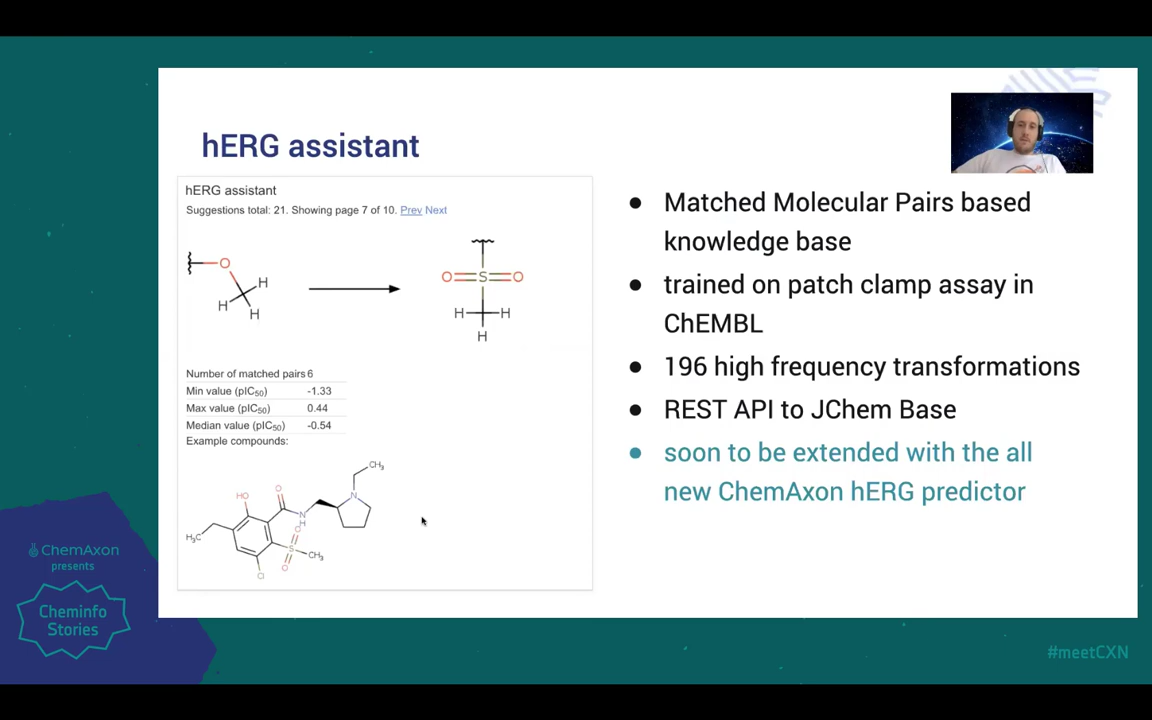 hERG assistant
hERG assistant
Suggestions total: 21. Showing page 7 of 10. Prev Next
O
H
H
H
O S O
H H
H
Number of matched pairs 6
Min value (pIC50) -1.33
Max value (pIC50) 0.44
Median value (pIC50) -0.54
Example compounds:
CH3
HO
O
N
N
H
H3C
O
S
CH3
O
Cl
● Matched Molecular Pairs based
knowledge base
● trained on patch clamp assay in
ChEMBL
● 196 high frequency transformations
● REST API to JChem Base
● soon to be extended with the all
new ChemAxon hERG predictor
ChemAxon
presents
Cheminfo
Stories
#meetCXN